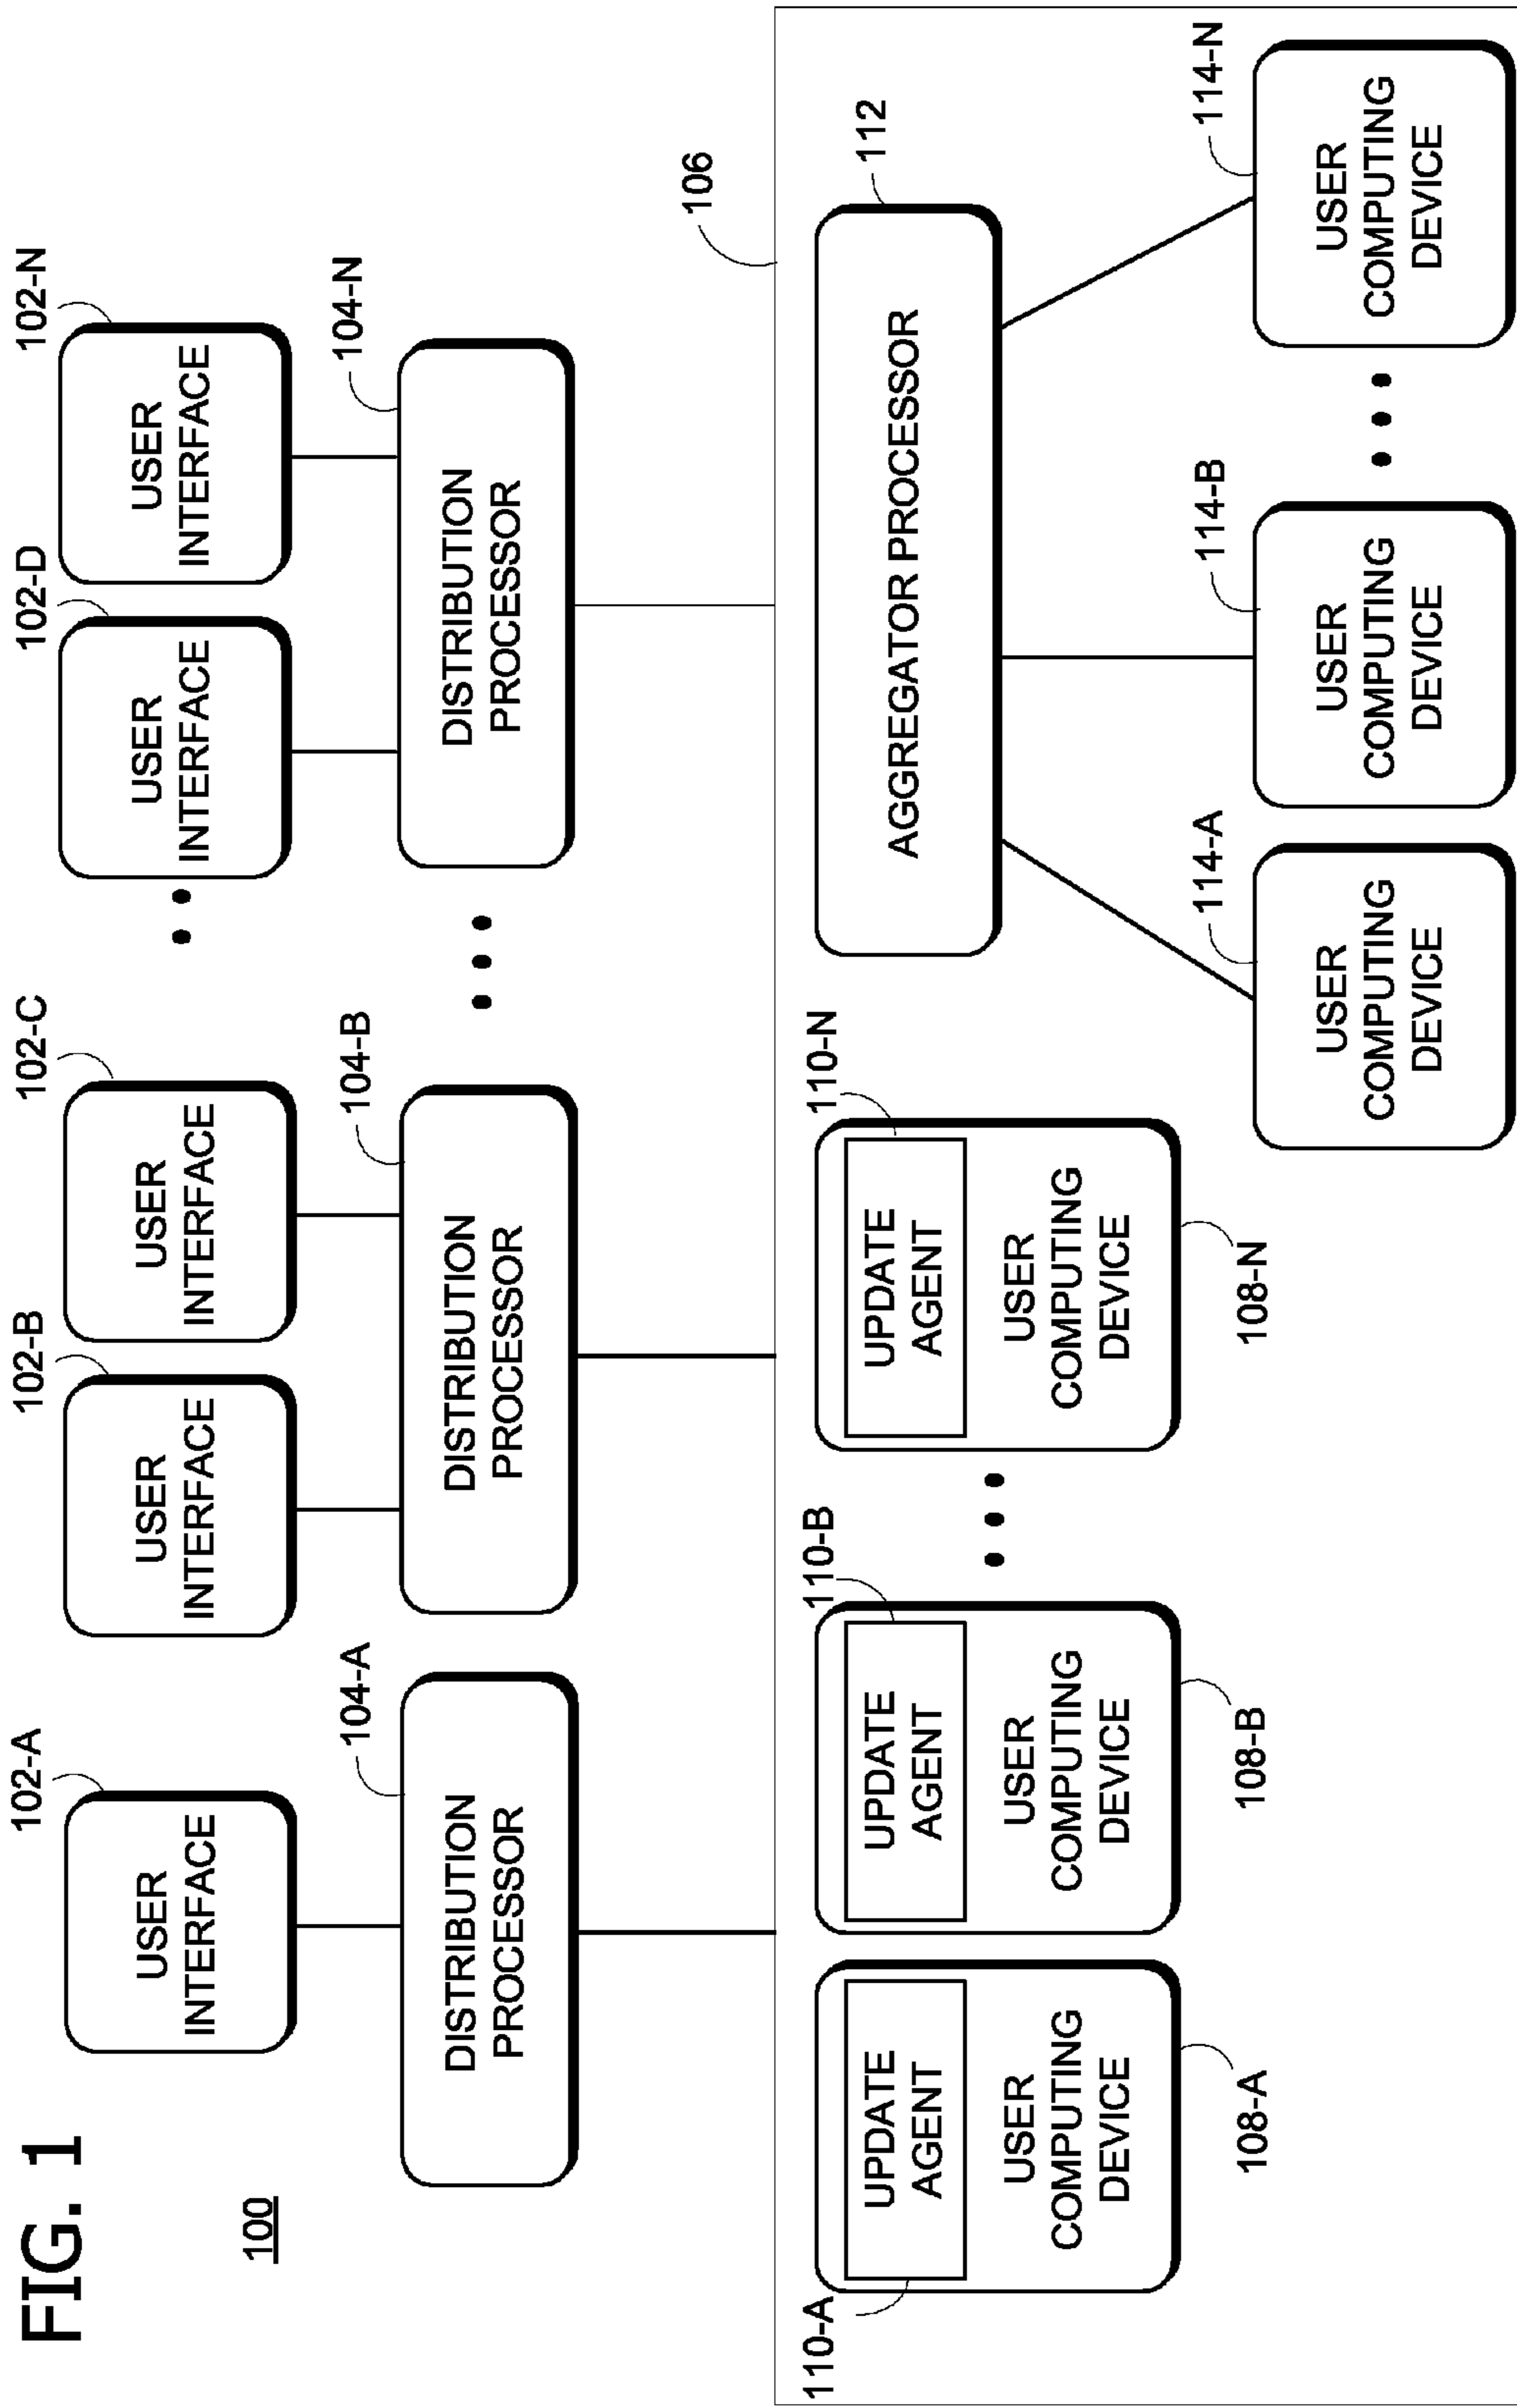 FIG. 1
100
102-A
USER
INTERFACE
102-B
USER
INTERFACE
102-C
USER
INTERFACE
102-D
USER
INTERFACE
102-N
USER
INTERFACE
104-A
DISTRIBUTION
PROCESSOR
104-B
DISTRIBUTION
PROCESSOR
104-N
DISTRIBUTION
PROCESSOR
106
110-A
UPDATE
AGENT
USER
COMPUTING
DEVICE
108-A
110-B
UPDATE
AGENT
USER
COMPUTING
DEVICE
108-B
110-N
UPDATE
AGENT
USER
COMPUTING
DEVICE
108-N
112
AGGREGATOR PROCESSOR
114-A
USER
COMPUTING
DEVICE
114-B
USER
COMPUTING
DEVICE
114-N
USER
COMPUTING
DEVICE